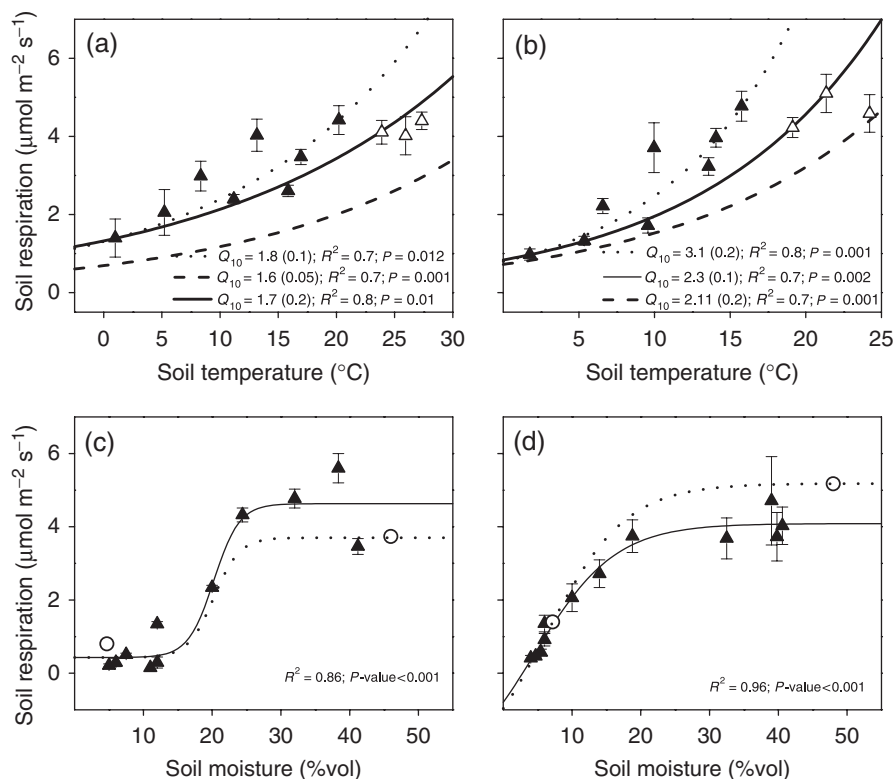 (a)
(b)
Soil respiration (μmol m⁻² s⁻¹)
6
4
2
0
Q₁₀ = 1.8 (0.1); R² = 0.7; P = 0.012
Q₁₀ = 1.6 (0.05); R² = 0.7; P = 0.001
Q₁₀ = 1.7 (0.2); R² = 0.8; P = 0.01
Q₁₀ = 3.1 (0.2); R² = 0.8; P = 0.001
Q₁₀ = 2.3 (0.1); R² = 0.7; P = 0.002
Q₁₀ = 2.11 (0.2); R² = 0.7; P = 0.001
0 5 10 15 20 25 30
0 5 10 15 20 25
Soil temperature (°C)
Soil temperature (°C)
(c)
(d)
Soil respiration (μmol m⁻² s⁻¹)
6
4
2
0
R² = 0.86; P-value<0.001
R² = 0.96; P-value<0.001
10 20 30 40 50
10 20 30 40 50
Soil moisture (%vol)
Soil moisture (%vol)